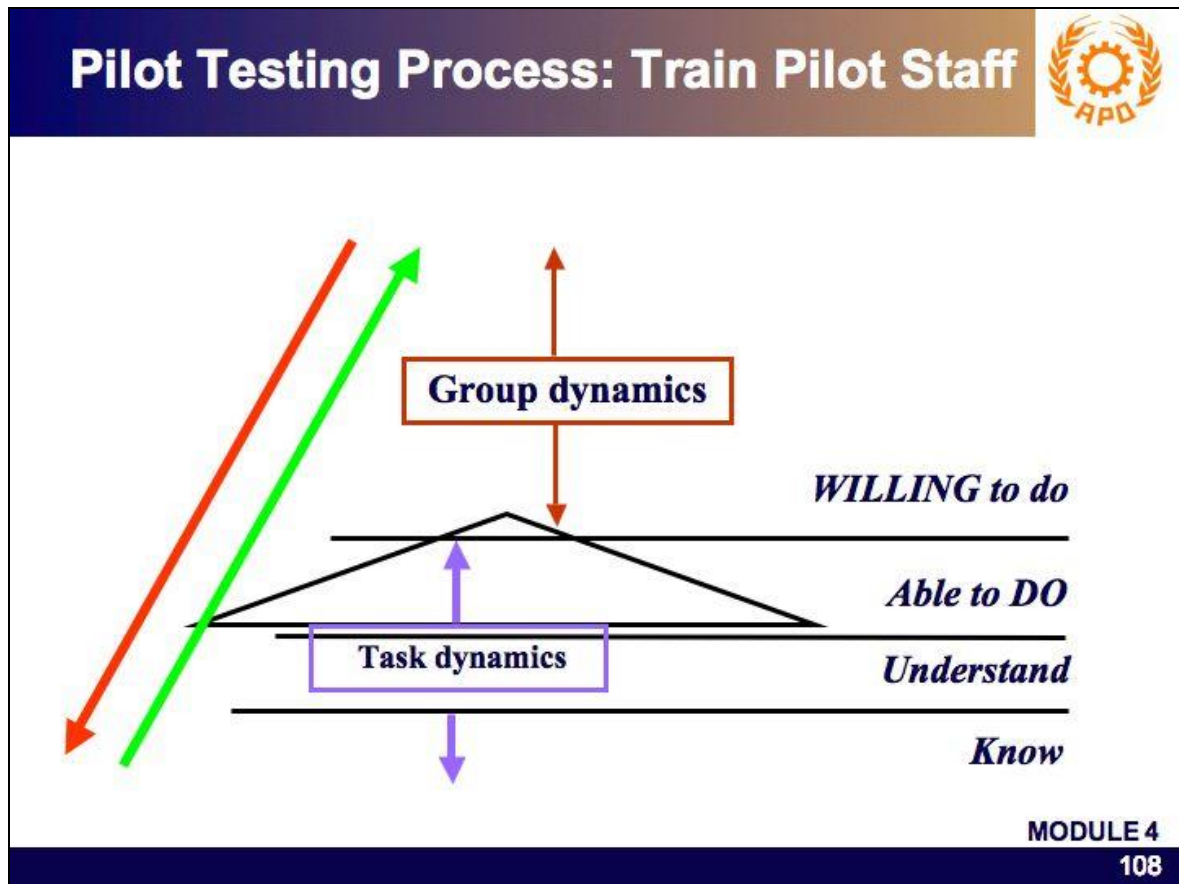 Pilot Testing Process: Train Pilot Staff
APO
Group dynamics
WILLING to do
Able to DO
Task dynamics
Understand
Know
MODULE 4
108